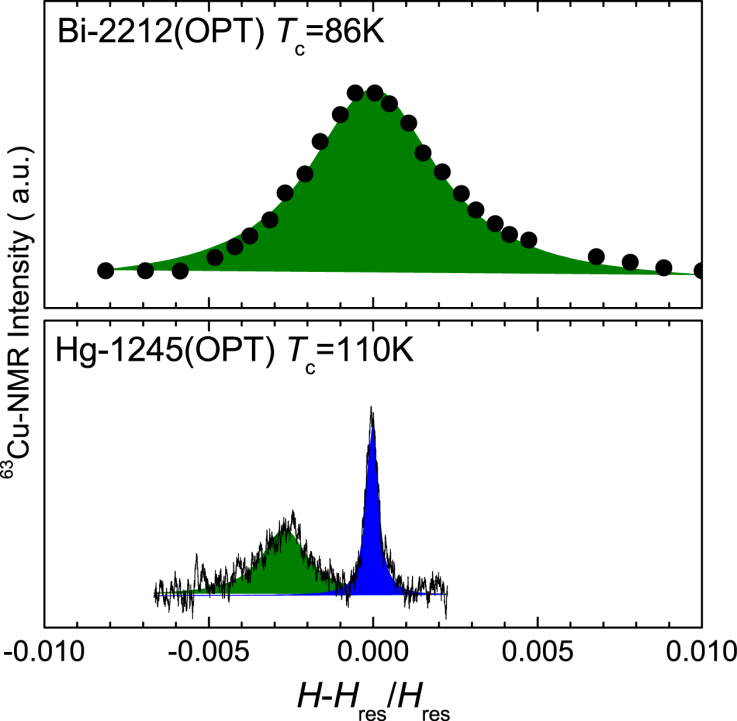 Bi-2212(OPT) Tc=86K
Hg-1245(OPT) Tc=110K
63Cu-NMR Intensity ( a.u.)
-0.010 -0.005 0.000 0.005 0.010
H-Hres/Hres